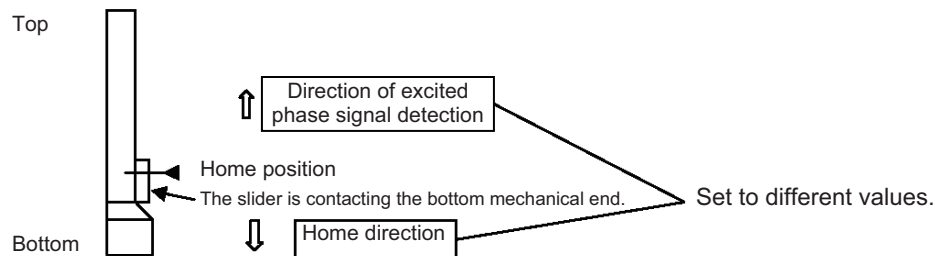 Top
Direction of excited
phase signal detection
Home position
The slider is contacting the bottom mechanical end.
Set to different values.
Home direction
Bottom